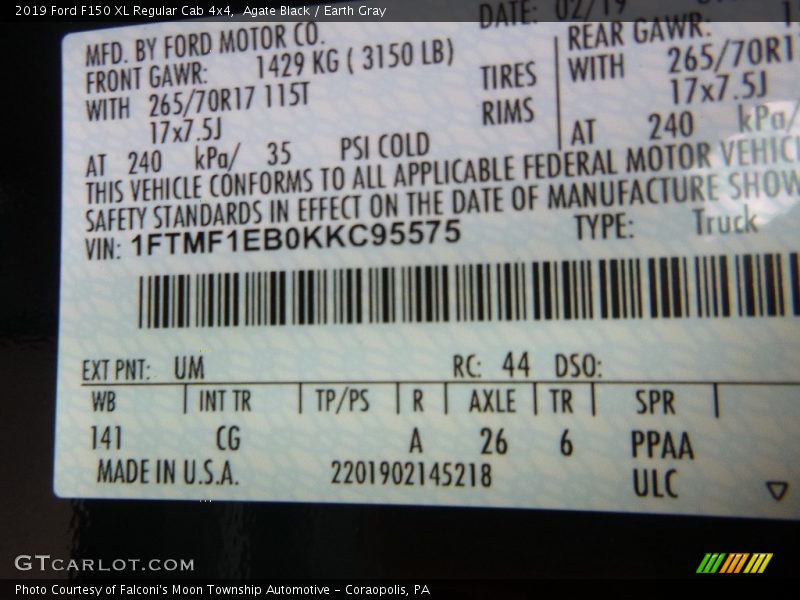 2019 Ford F150 XL Regular Cab 4x4, Agate Black / Earth Gray
DATE: 02/19
MFD. BY FORD MOTOR CO.
FRONT GAWR: 1429 KG ( 3150 LB)
WITH 265/70R17 115T TIRES
17x7.5J RIMS
AT 240 kPa/ 35 PSI COLD
REAR GAWR:
WITH 265/70R1
17x7.5J
AT 240 kPa/
THIS VEHICLE CONFORMS TO ALL APPLICABLE FEDERAL MOTOR VEHIC
SAFETY STANDARDS IN EFFECT ON THE DATE OF MANUFACTURE SHOW
VIN: 1FTMF1EB0KKC95575 TYPE: Truck
EXT PNT: UM RC: 44 DSO:
WB INT TR TP/PS R AXLE TR SPR
141 CG A 26 6 PPAA
MADE IN U.S.A. 2201902145218 ULC
GTCARLOT.COM
Photo Courtesy of Falconi's Moon Township Automotive – Coraopolis, PA